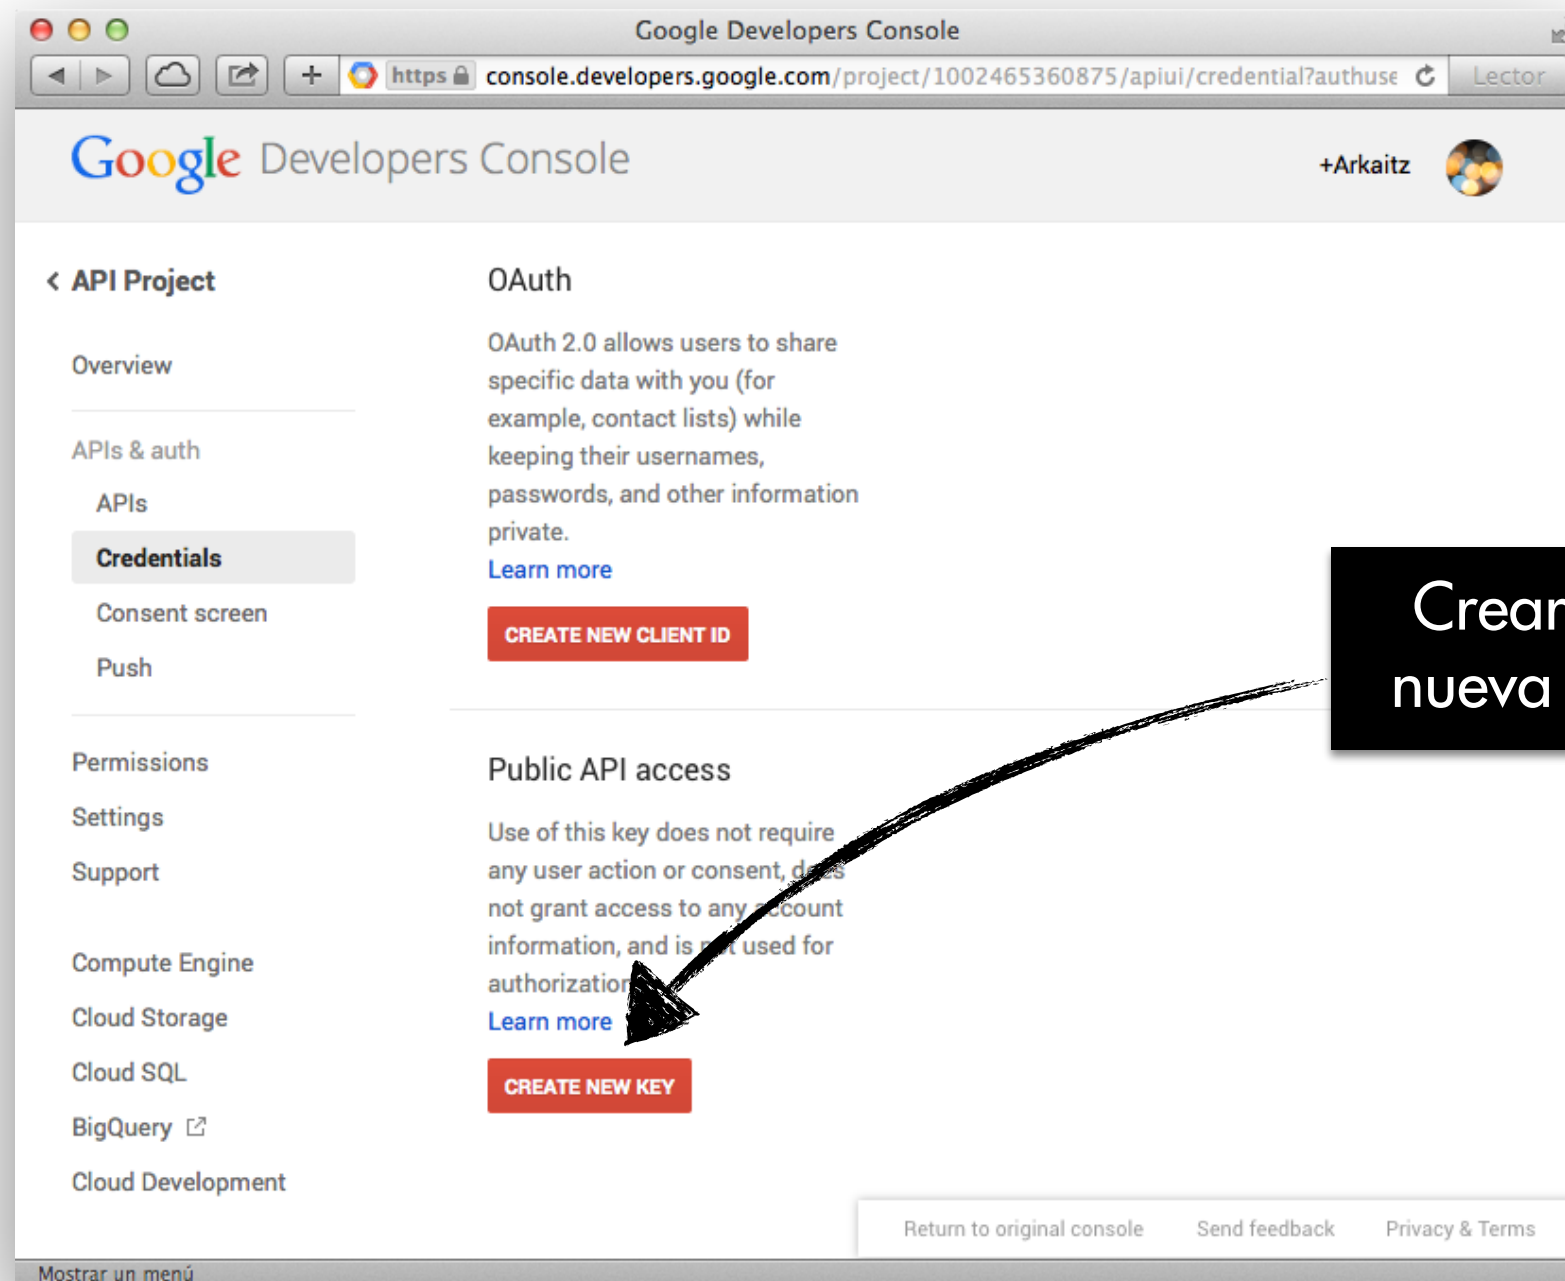 Google Developers Console
https console.developers.google.com/project/1002465360875/apiui/credential?authuse Lector
Google Developers Console
+Arkaitz
API Project
Overview
APIs & auth
APIs
Credentials
Consent screen
Push
Permissions
Settings
Support
Compute Engine
Cloud Storage
Cloud SQL
BigQuery
Cloud Development
OAuth
OAuth 2.0 allows users to share
specific data with you (for
example, contact lists) while
keeping their usernames,
passwords, and other information
private.
Learn more
CREATE NEW CLIENT ID
Public API access
Use of this key does not require
any user action or consent, does
not grant access to any account
information, and is not used for
authorization
Learn more
CREATE NEW KEY
Crear
nueva
Return to original console Send feedback Privacy & Terms
Mostrar un menú